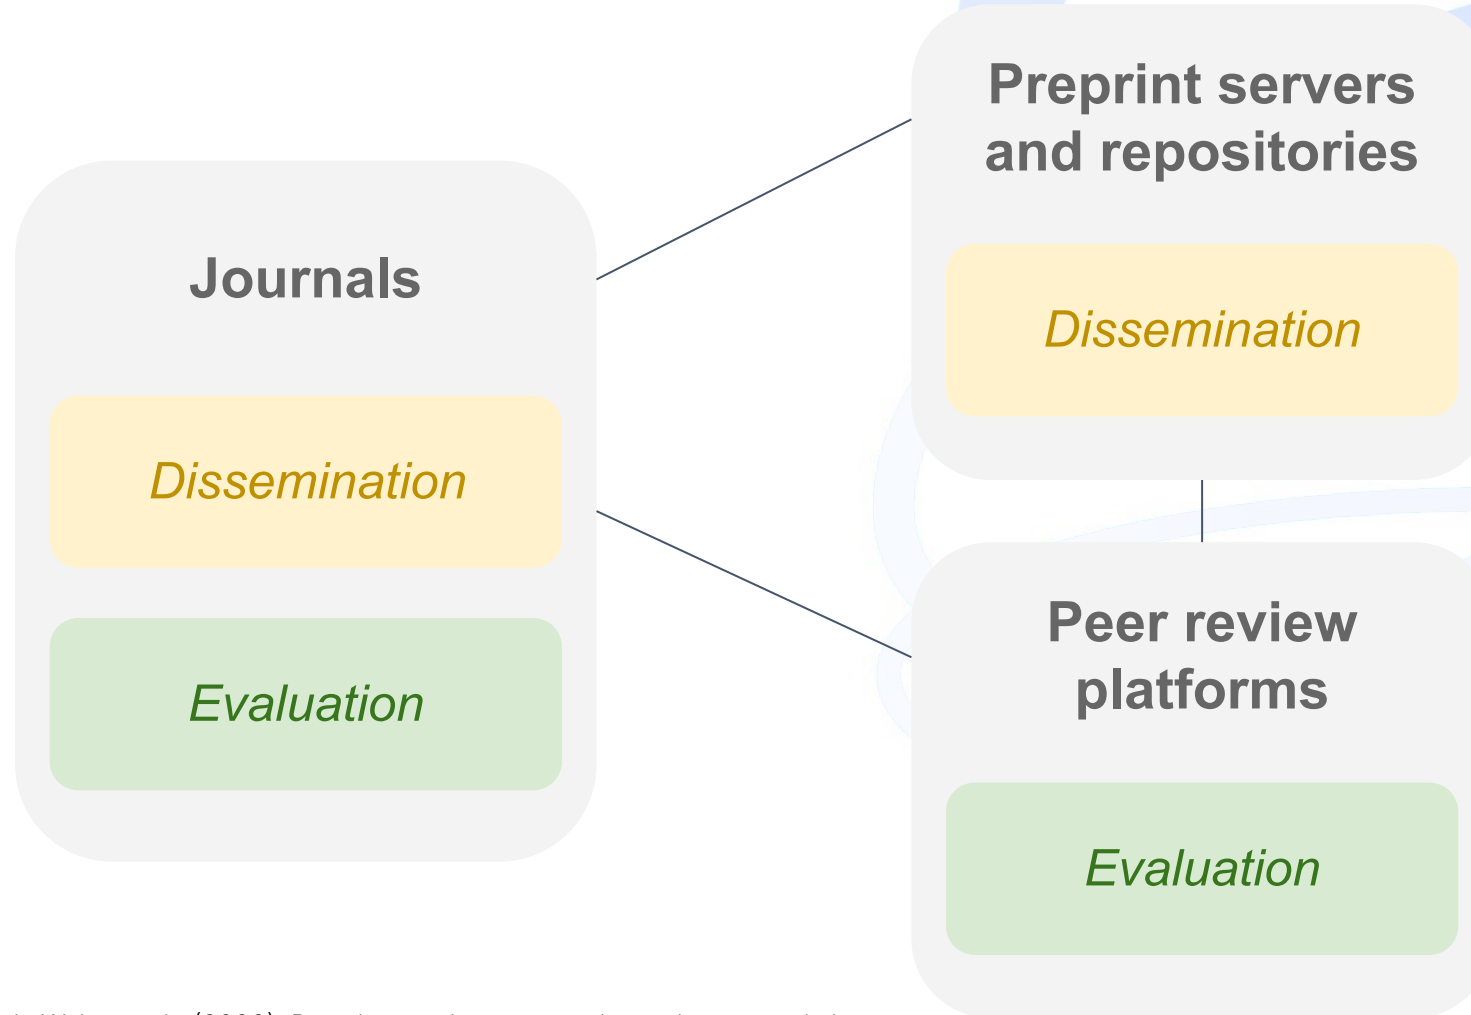 Journals
Dissemination
Evaluation
Preprint servers
and repositories
Dissemination
Peer review
platforms
Evaluation